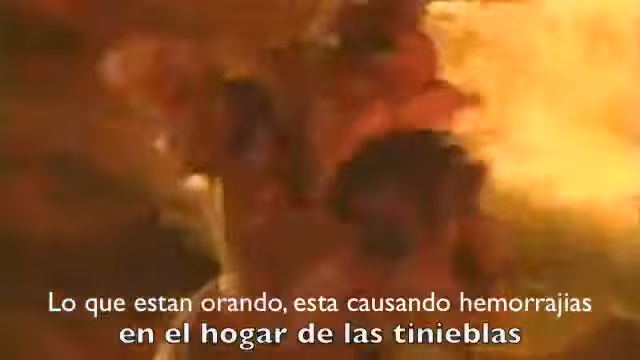 Lo que estan orando, esta causando hemorrajias
en el hogar de las tinieblas